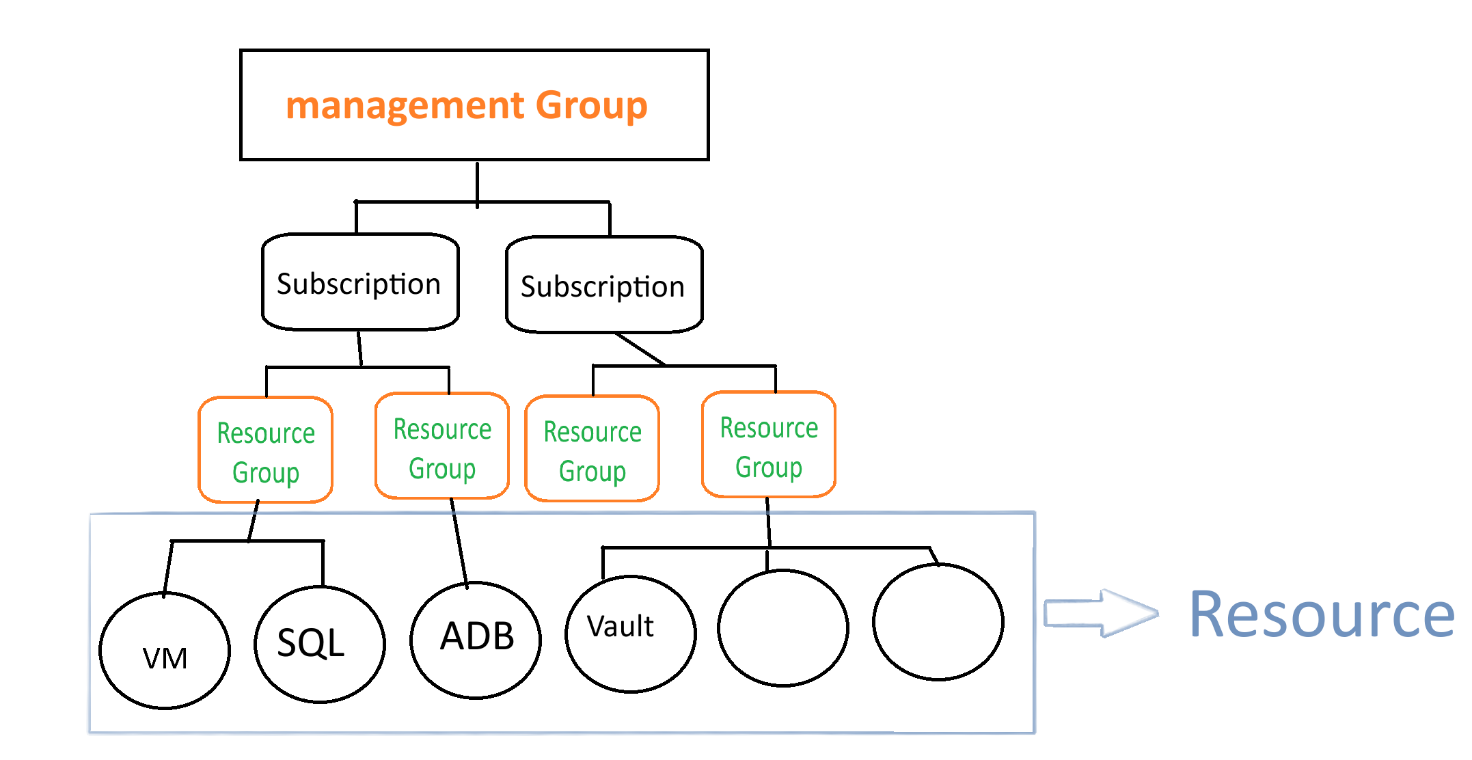 management Group
Subscription
Subscription
Resource
Group
Resource
Group
Resource
Group
Resource
Group
VM
SQL
ADB
Vault
Resource